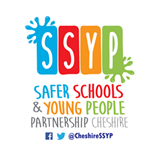 SSYP
SAFER SCHOOLS
& YOUNG PEOPLE
PARTNERSHIP CHESHIRE
@CheshireSSYP